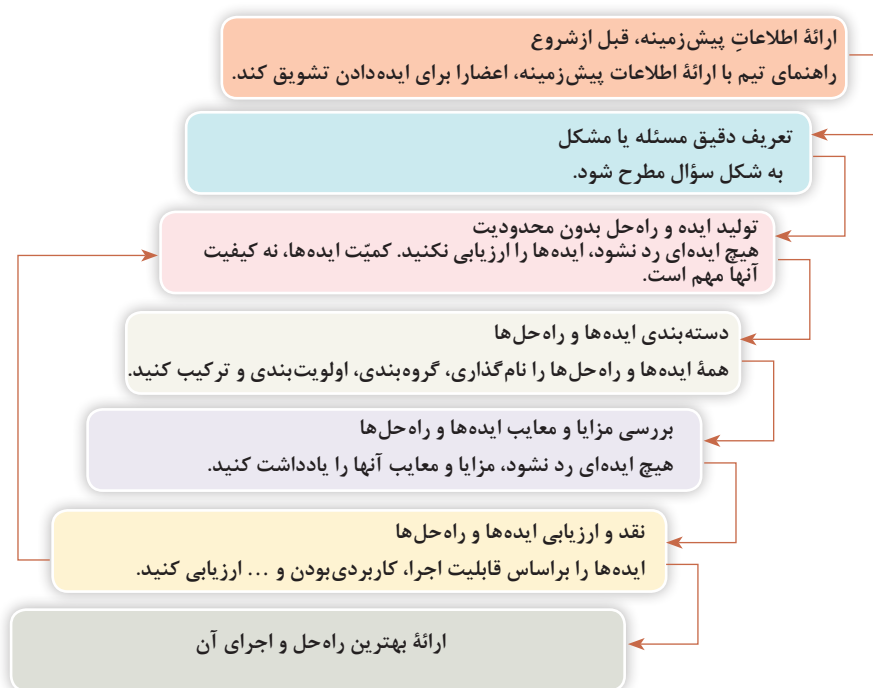 ارائهٔ اطلاعاتِ پیش‌زمینه، قبل ازشروع
راهنمای تیم با ارائهٔ اطلاعات پیش‌زمینه، اعضارا برای ایده‌دادن تشویق کند.
تعریف دقیق مسئله یا مشکل
به شکل سؤال مطرح شود.
تولید ایده و راه‌حل بدون محدودیت
هیچ ایده‌ای رد نشود، ایده‌ها را ارزیابی نکنید. کمیّت ایده‌ها، نه کیفیت
آنها مهم است.
دسته‌بندی ایده‌ها و راه‌حل‌ها
همهٔ ایده‌ها و راه‌حل‌ها را نام‌گذاری، گروه‌بندی، اولویت‌بندی و ترکیب کنید.
بررسی مزایا و معایب ایده‌ها و راه‌حل‌ها
هیچ ایده‌ای رد نشود، مزایا و معایب آنها را یادداشت کنید.
نقد و ارزیابی ایده‌ها و راه‌حل‌ها
ایده‌ها را براساس قابلیت اجرا، کاربردی‌بودن و ... ارزیابی کنید.
ارائهٔ بهترین راه‌حل و اجرای آن